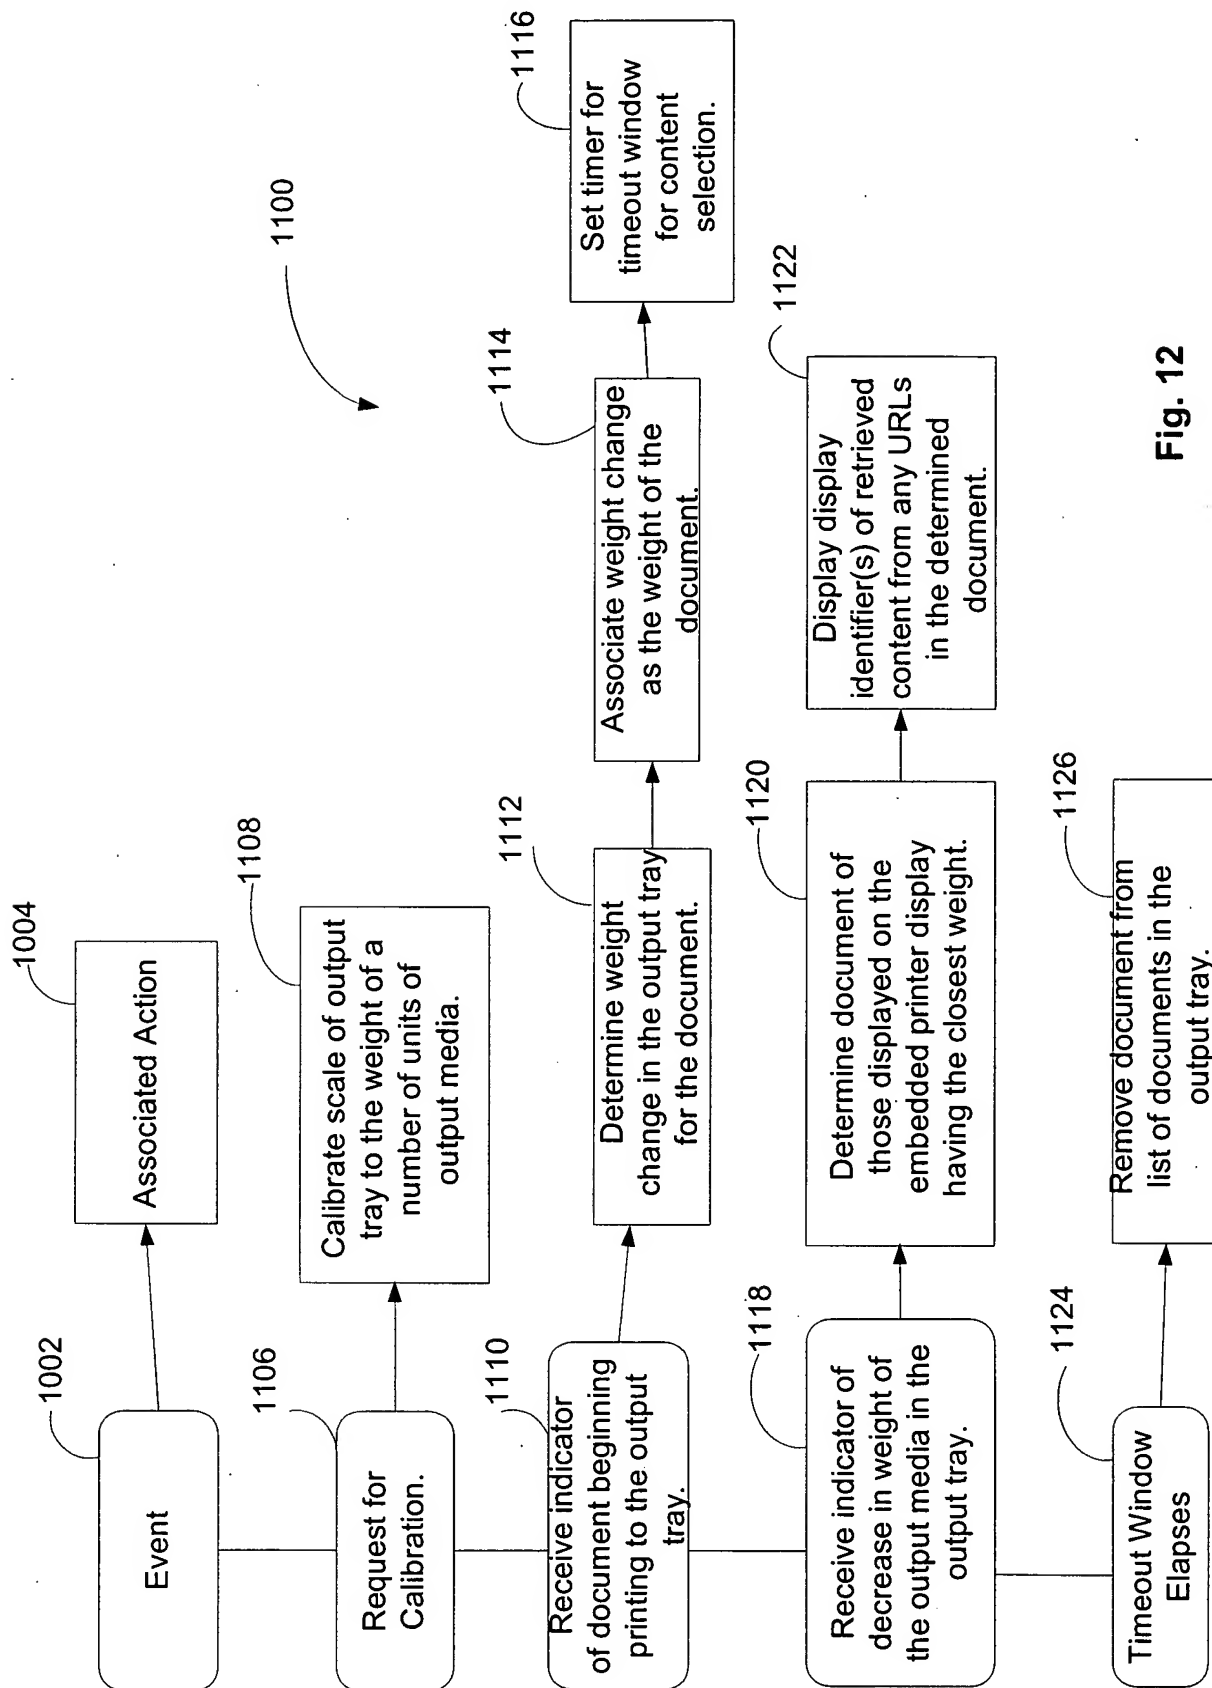 1100
1002
Event
1004
Associated Action
1106
Request for
Calibration.
1108
Calibrate scale of output
tray to the weight of a
number of units of
output media.
1110
Receive indicator
of document beginning
printing to the output
tray.
1112
Determine weight
change in the output tray
for the document.
1114
Associate weight change
as the weight of the
document.
1116
Set timer for
timeout window
for content
selection.
1118
Receive indicator of
decrease in weight of
the output media in the
output tray.
1120
Determine document of
those displayed on the
embedded printer display
having the closest weight.
1122
Display display
identifier(s) of retrieved
content from any URLs
in the determined
document.
1124
Timeout Window
Elapses
1126
Remove document from
list of documents in the
output tray.
Fig. 12